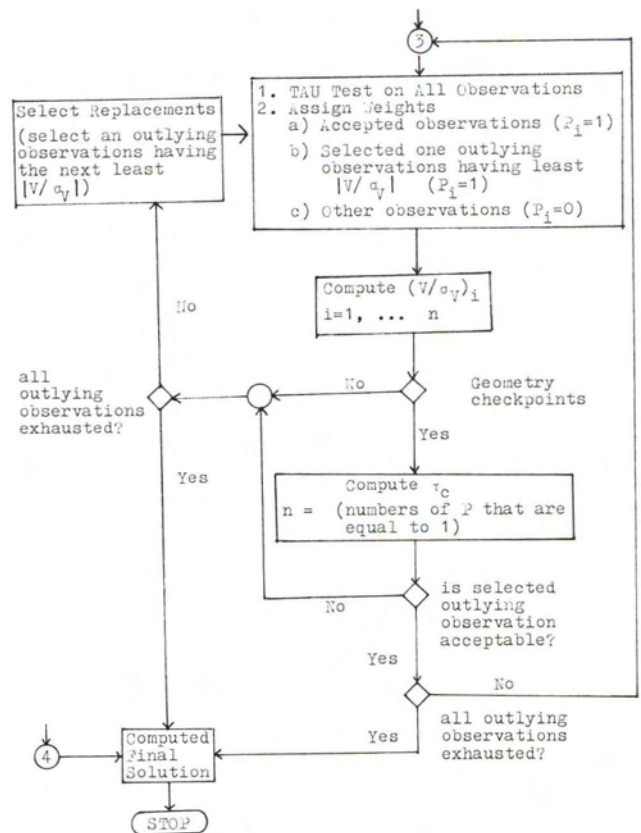 3
1. TAU Test on All Observations
2. Assign Weights
a) Accepted observations (Pi=1)
b) Selected one outlying
observations having least
|V/σV| (Pi=1)
c) Other observations (Pi=0)
Select Replacements
(select an outlying
observations having
the next least
|V/σV|)
Compute (V/σV)i
i=1, ... n
No
all
outlying
observations
exhausted?
No
Geometry
checkpoints
Yes
Yes
Compute τc
n = (numbers of P that are
equal to 1)
No
is selected
outlying
observation
acceptable?
Yes
No
all outlying
observations
exhausted?
Yes
4
Computed
Final
Solution
STOP